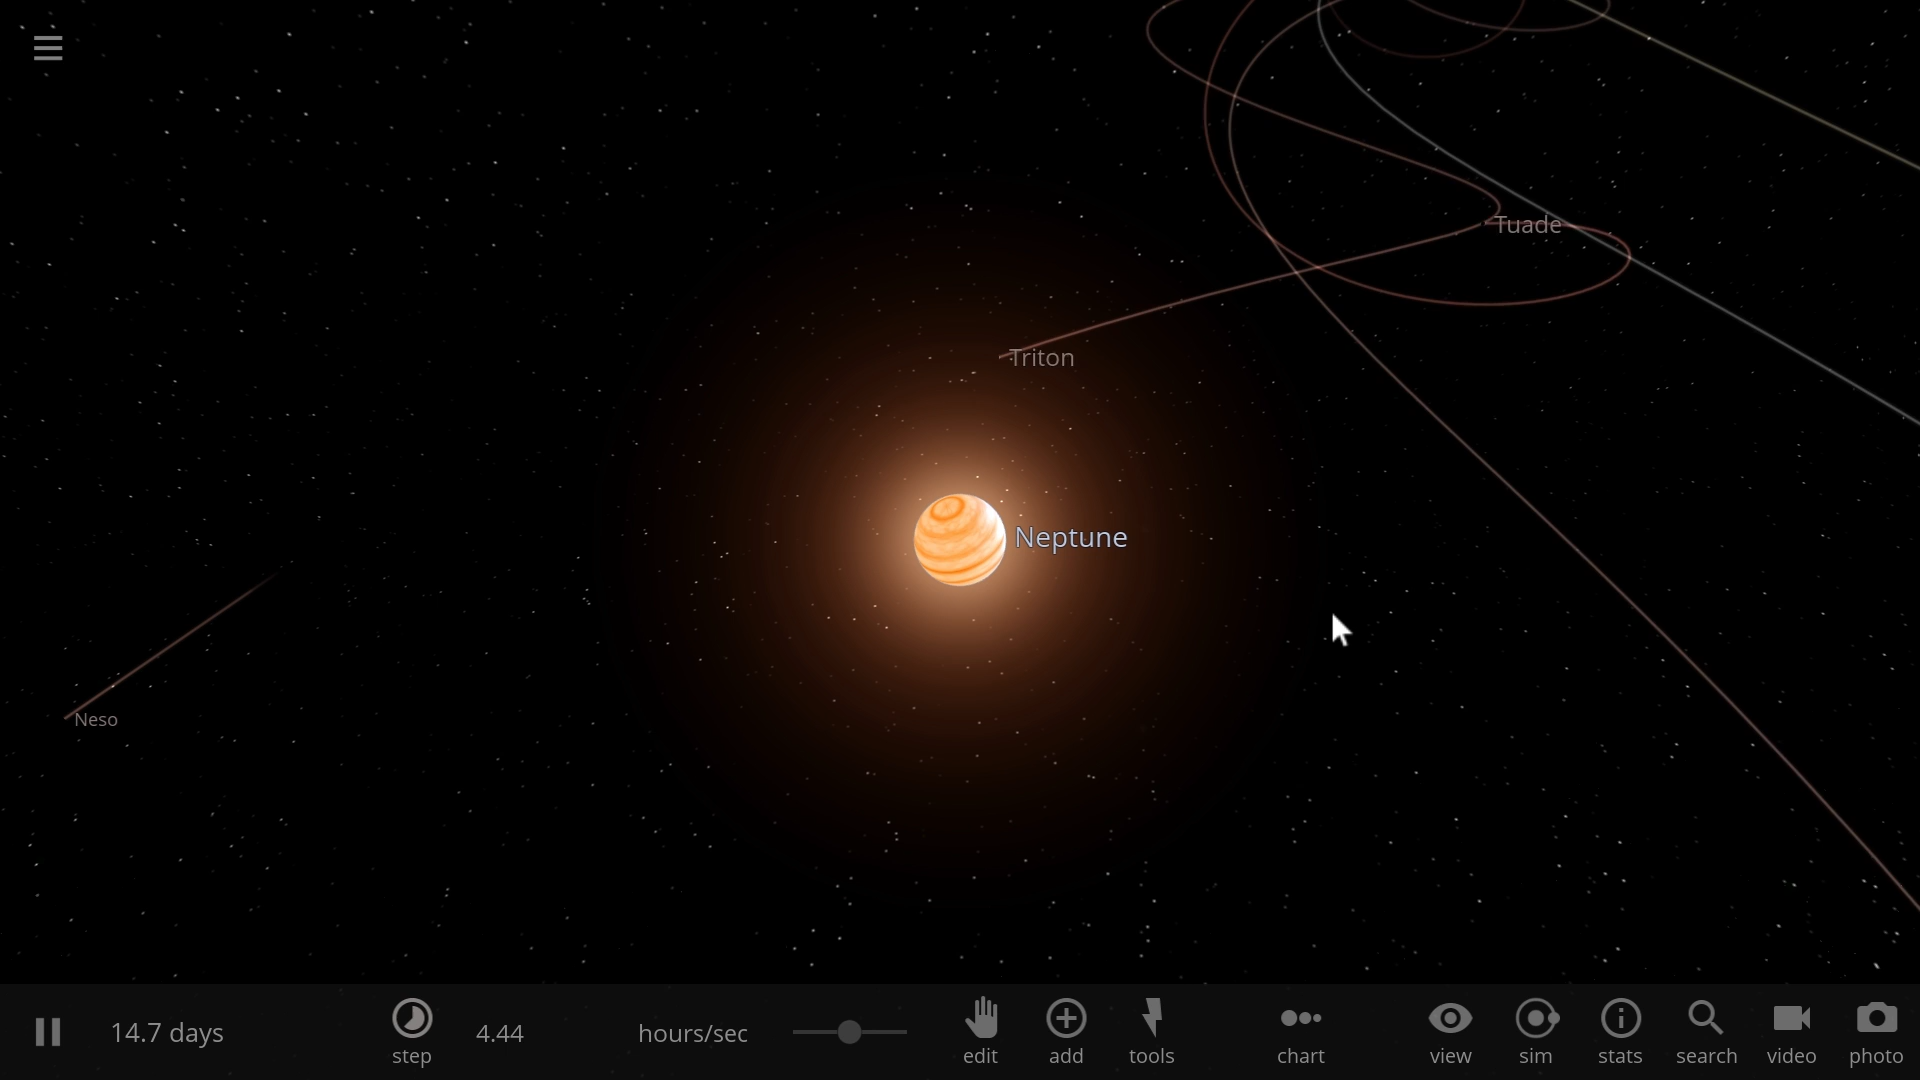 Tuade
Triton
Neptune
Neso
14.7 days
step
4.44
hours/sec
edit
add
tools
chart
view
sim
stats
search
video
photo